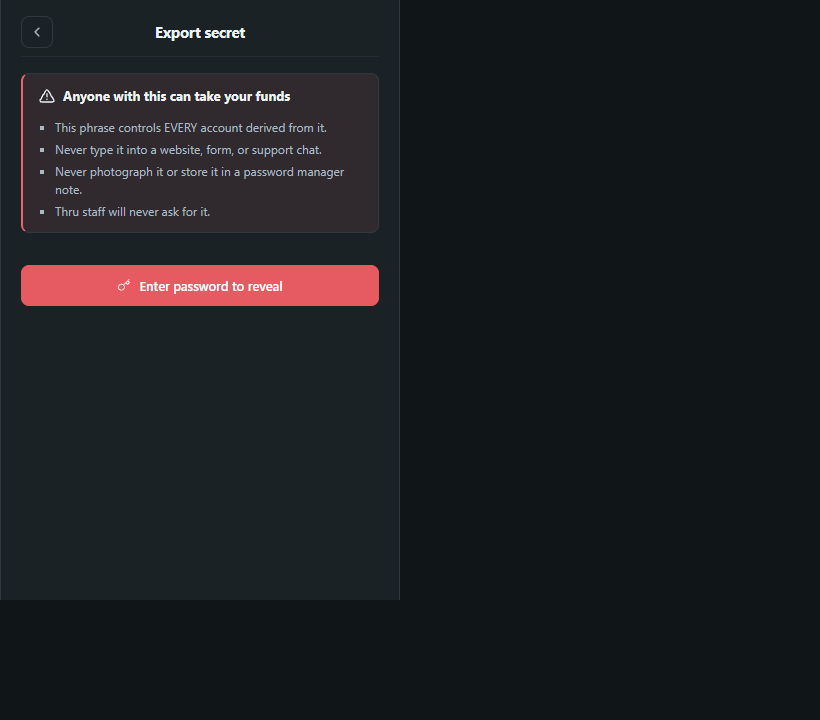 Export secret
Anyone with this can take your funds
This phrase controls EVERY account derived from it.
Never type it into a website, form, or support chat.
Never photograph it or store it in a password manager
note.
Thru staff will never ask for it.
Enter password to reveal